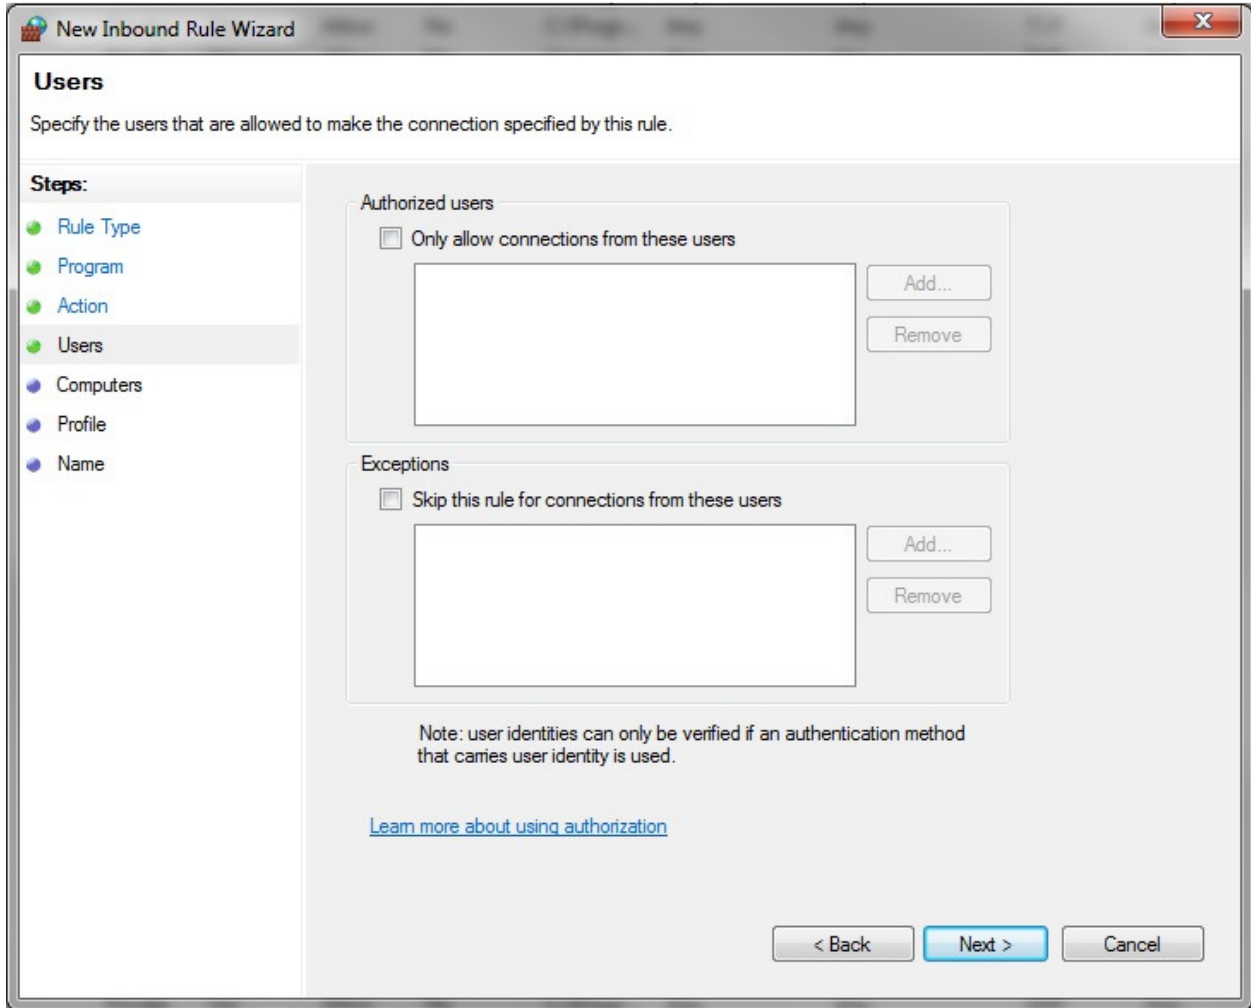 New Inbound Rule Wizard
Users
Specify the users that are allowed to make the connection specified by this rule.
Steps:
Rule Type
Program
Action
Users
Computers
Profile
Name
Authorized users
Only allow connections from these users
Add...
Remove
Exceptions
Skip this rule for connections from these users
Add...
Remove
Note: user identities can only be verified if an authentication method
that carries user identity is used.
Learn more about using authorization
< Back
Next >
Cancel